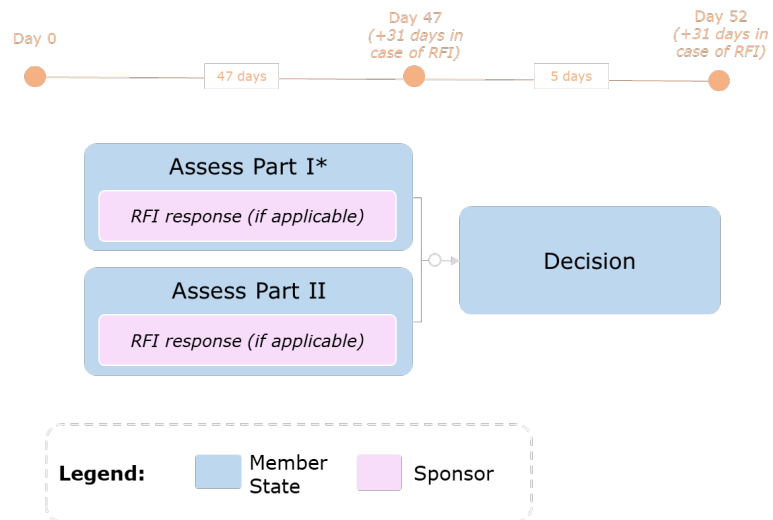 Day 0
Day 47
(+31 days in
case of RFI)
Day 52
(+31 days in
case of RFI)
47 days
5 days
Assess Part I*
RFI response (if applicable)
Decision
Assess Part II
RFI response (if applicable)
Legend:
Member
State
Sponsor